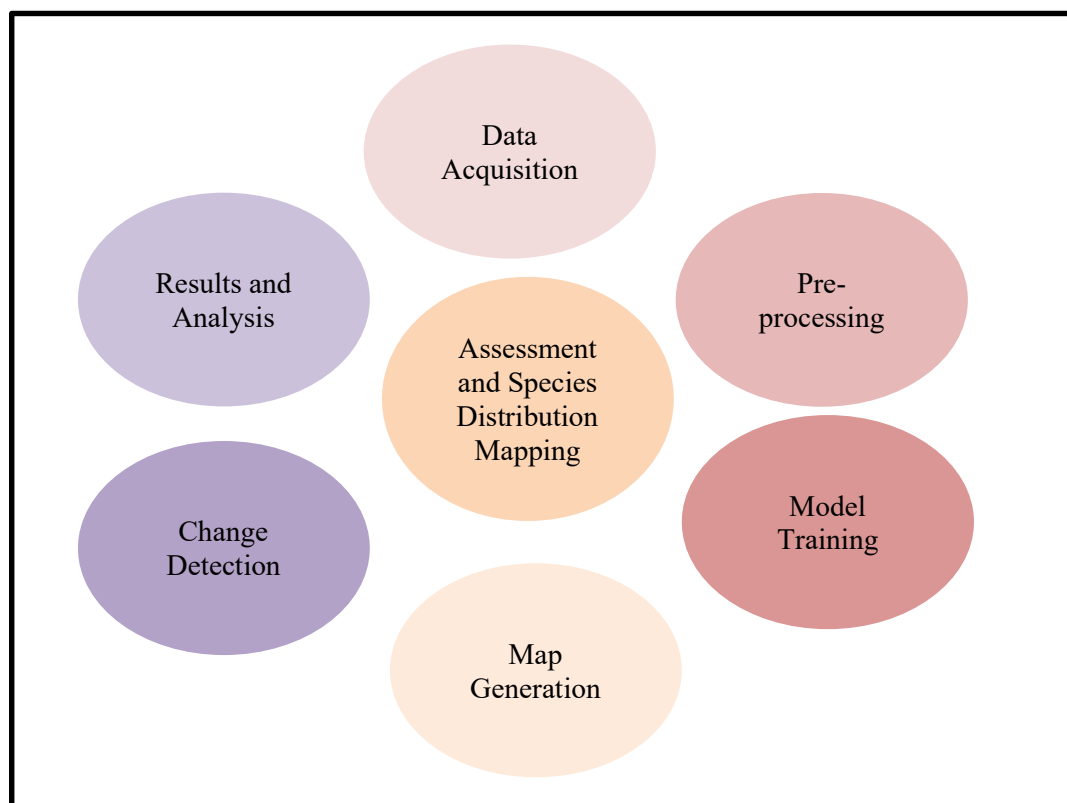 Data
Acquisition
Pre-
processing
Model
Training
Map
Generation
Change
Detection
Results and
Analysis
Assessment
and Species
Distribution
Mapping